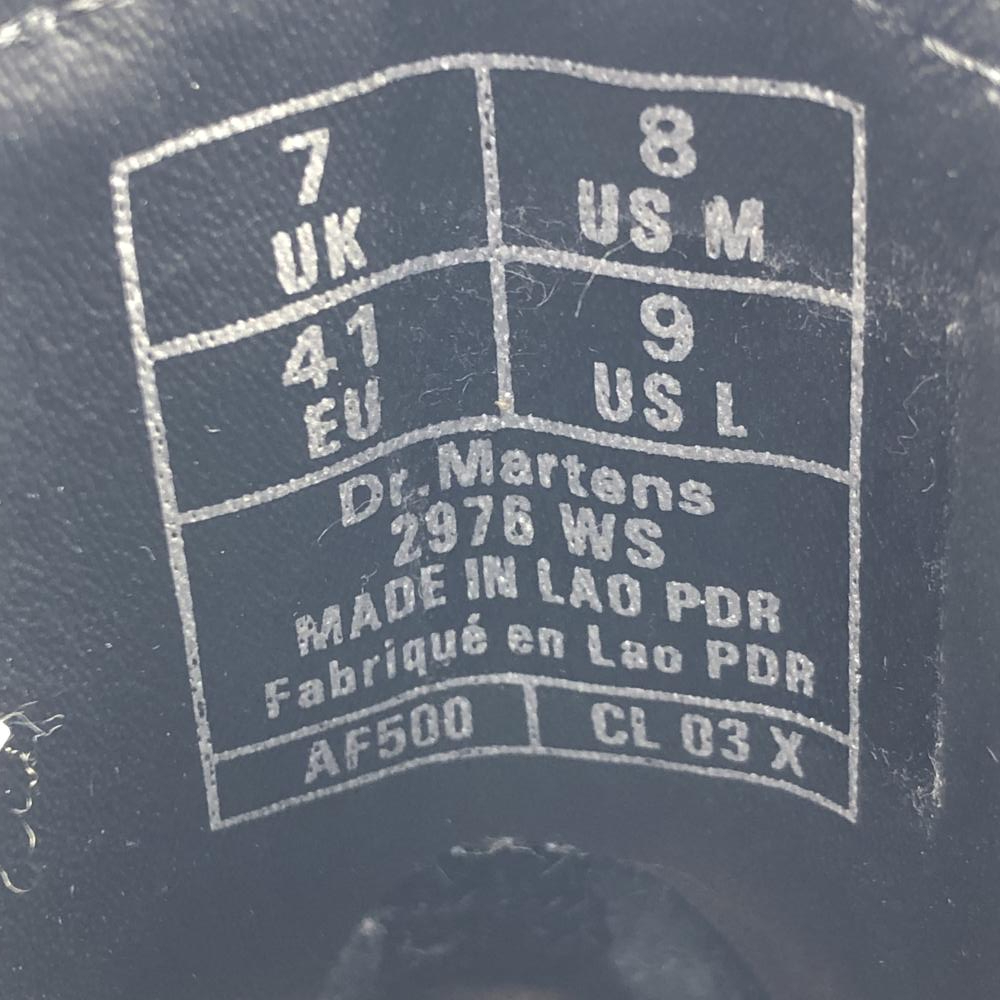 7
UK
8
US M
41
EU
9
US L
Dr. Martens
2976 WS
MADE IN LAO PDR
Fabriqué en Lao PDR
AF500
CL 03 X